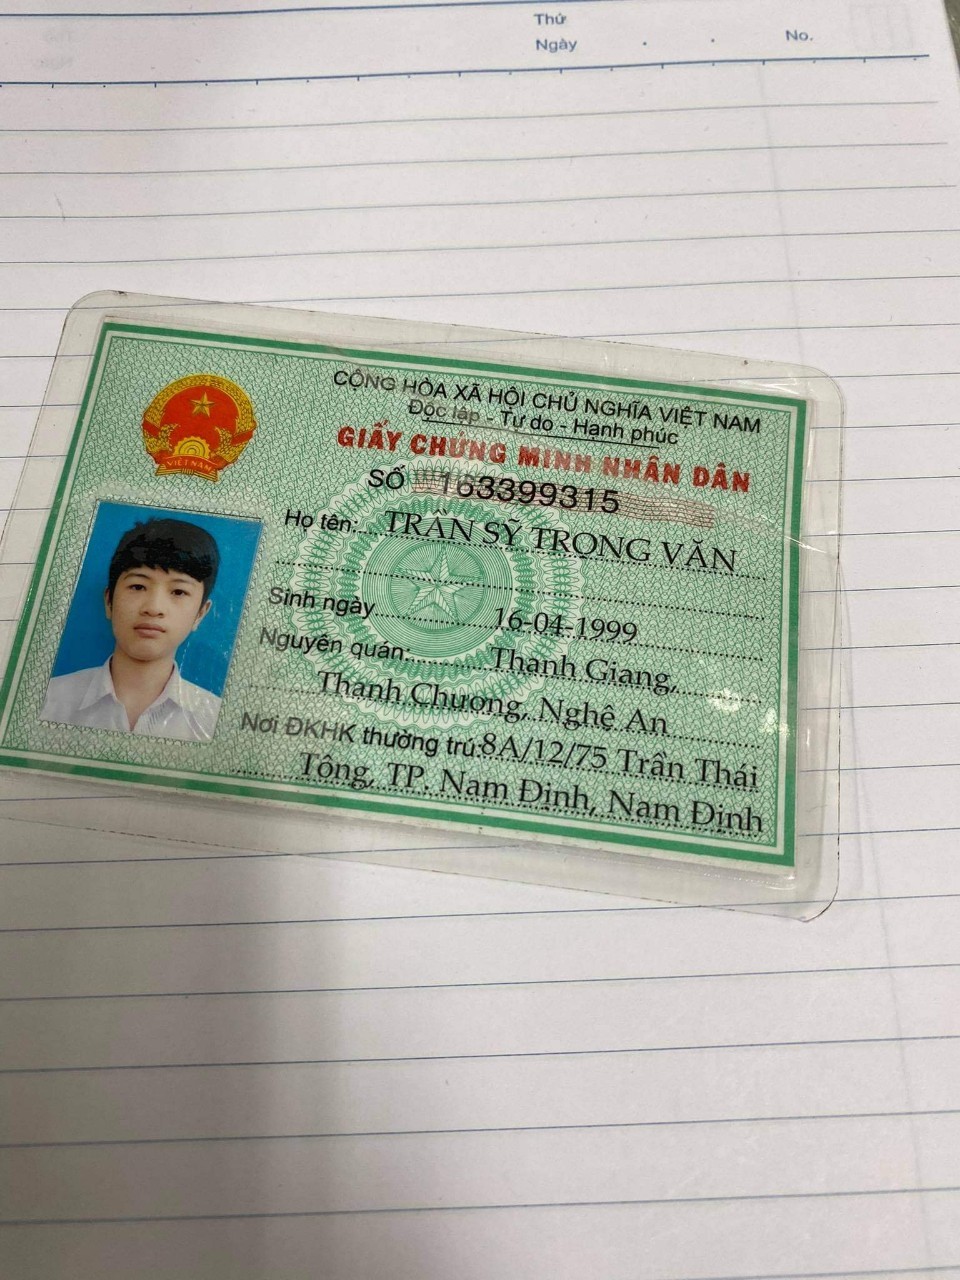 Thứ
Ngày . . No.
CỘNG HÒA XÃ HỘI CHỦ NGHĨA VIỆT NAM
Độc lập - Tự do - Hạnh phúc
GIẤY CHỨNG MINH NHÂN DÂN
SỐ 163399315
Họ tên: TRẦN SỸ TRỌNG VĂN
Sinh ngày 16-04-1999
Nguyên quán: Thanh Giang,
Thanh Chương, Nghệ An
Nơi ĐKHK thường trú: 8A/12/75 Trần Thái
Tông, TP. Nam Định, Nam Định
VIỆT NAM